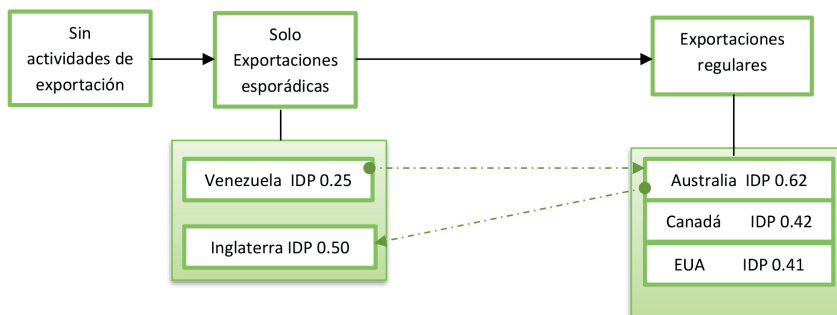 Sin
actividades de
exportación
Solo
Exportaciones
esporádicas
Exportaciones
regulares
Venezuela IDP 0.25
Inglaterra IDP 0.50
Australia IDP 0.62
Canadá IDP 0.42
EUA IDP 0.41